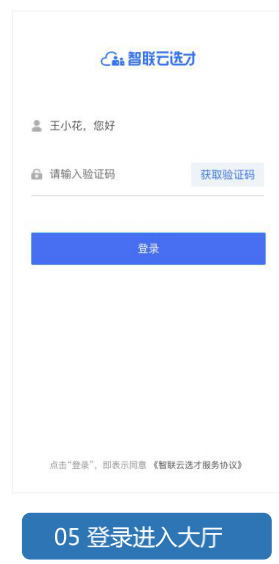 智联云选才
王小花，您好
请输入验证码 获取验证码
登录
点击“登录”，即表示同意《智联云选才服务协议》
05 登录进入大厅